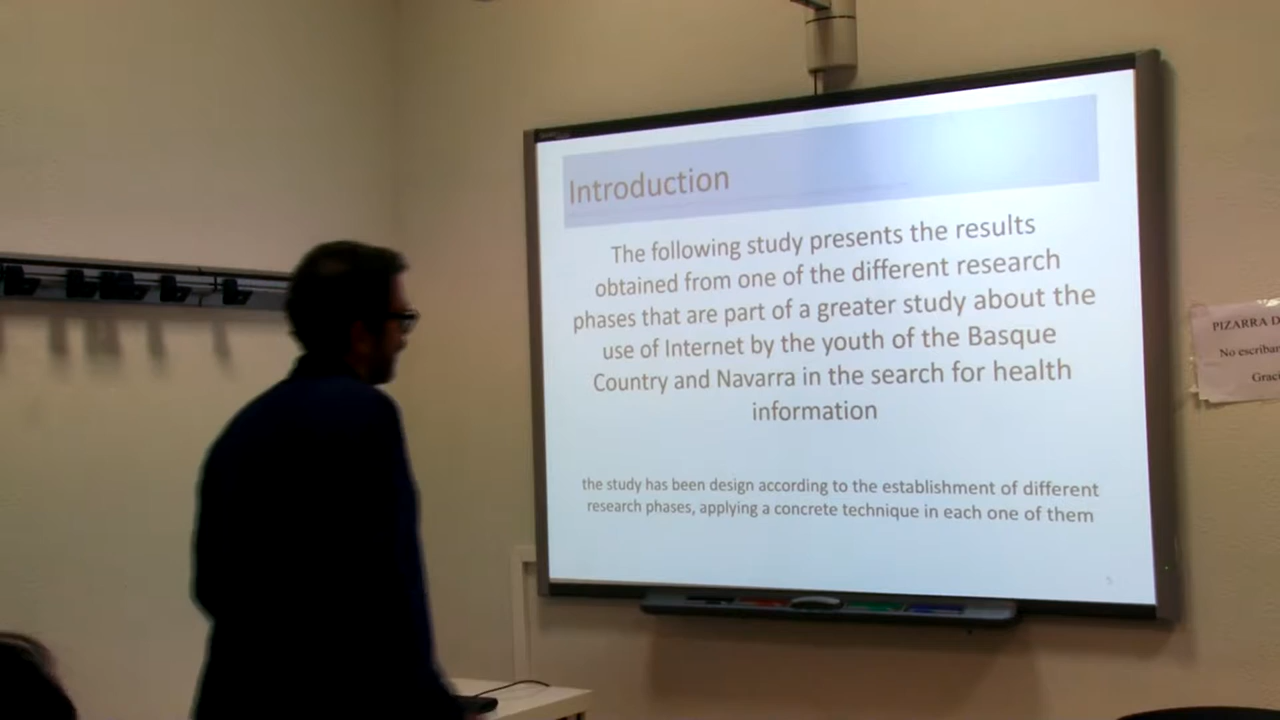 Introduction
The following study presents the results
obtained from one of the different research
phases that are part of a greater study about the
use of Internet by the youth of the Basque
Country and Navarra in the search for health
information
the study has been design according to the establishment of different
research phases, applying a concrete technique in each one of them
PIZARRA D
No escriban
Graci